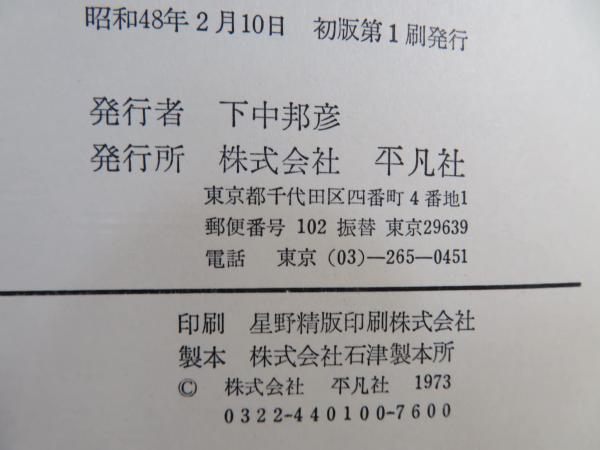 昭和48年2月10日　初版第1刷発行
発行者　下中邦彦
発行所　株式会社　平凡社
東京都千代田区四番町4番地1
郵便番号 102 振替 東京29639
電話　東京 (03)―265―0451
印刷　星野精版印刷株式会社
製本　株式会社石津製本所
© 株式会社　平凡社　1973
0322-440100-7600